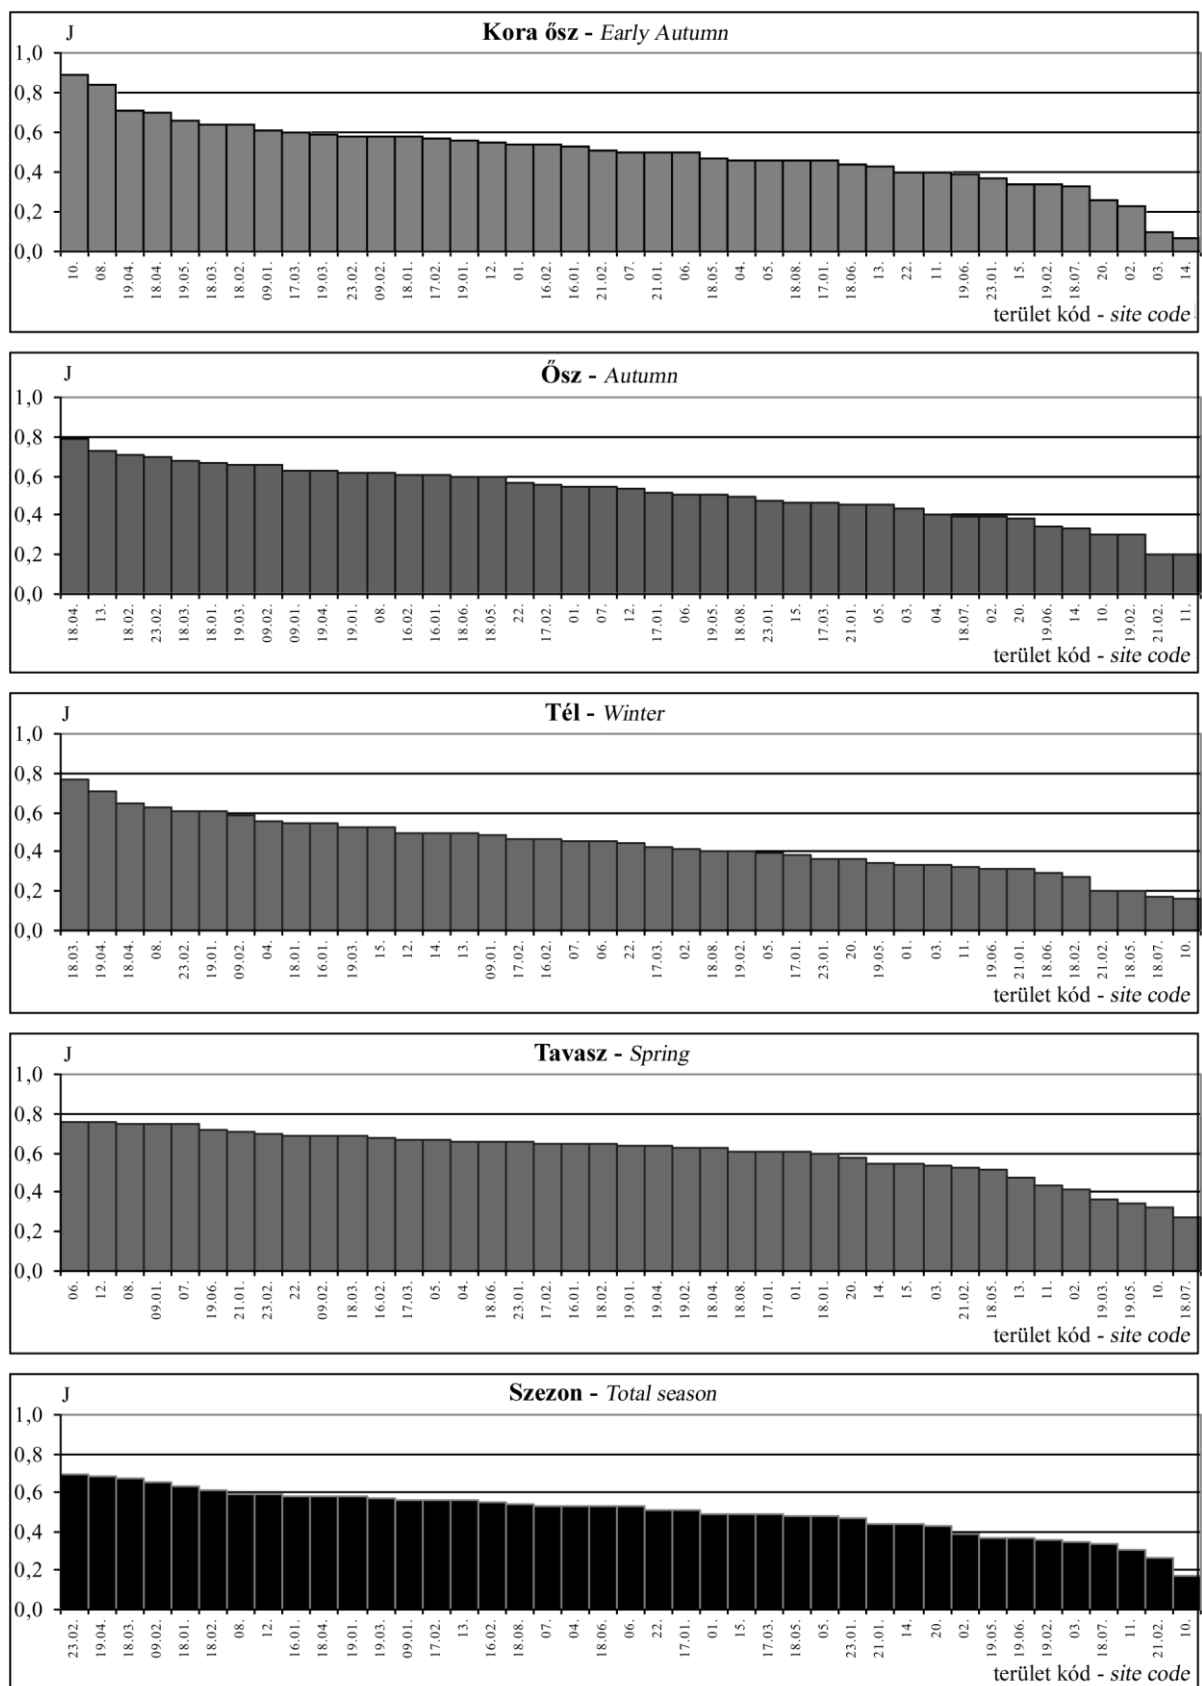 J
Kora ősz - Early Autumn
1,0
0,8
0,6
0,4
0,2
0,0
10. 08. 19.04. 18.04. 19.05. 18.03. 18.02. 09.01. 17.03. 19.03. 23.02. 09.02. 18.01. 17.02. 19.01. 12. 01. 16.02. 16.01. 21.02. 07. 21.01. 06. 18.05. 04. 05. 18.08. 17.01. 18.06. 13. 22. 11. 19.06. 23.01. 15. 19.02. 18.07. 20. 02. 03. 14.
terület kód - site code
J
Ősz - Autumn
1,0
0,8
0,6
0,4
0,2
0,0
18.04. 13. 18.02. 23.02. 18.03. 18.01. 19.03. 09.02. 09.01. 19.04. 19.01. 08. 16.02. 16.01. 18.06. 18.05. 22. 17.02. 01. 07. 12. 17.01. 06. 19.05. 18.08. 23.01. 15. 17.03. 21.01. 05. 03. 04. 18.07. 02. 20. 19.06. 14. 10. 19.02. 21.02. 11.
terület kód - site code
J
Tél - Winter
1,0
0,8
0,6
0,4
0,2
0,0
18.03. 19.04. 18.04. 08. 23.02. 19.01. 09.02. 04. 18.01. 16.01. 19.03. 15. 12. 14. 13. 09.01. 17.02. 16.02. 07. 06. 22. 17.03. 02. 18.08. 19.02. 05. 17.01. 23.01. 20. 19.05. 01. 03. 11. 19.06. 21.01. 18.06. 18.02. 21.02. 18.05. 18.07. 10.
terület kód - site code
J
Tavasz - Spring
1,0
0,8
0,6
0,4
0,2
0,0
06. 12. 08. 09.01. 07. 19.06. 21.01. 23.02. 22. 09.02. 18.03. 16.02. 17.03. 05. 04. 18.06. 23.01. 17.02. 16.01. 18.02. 19.01. 19.04. 19.02. 18.04. 18.08. 17.01. 01. 18.01. 20. 14. 15. 03. 21.02. 18.05. 13. 11. 02. 19.03. 19.05. 10. 18.07.
terület kód - site code
J
Szezon - Total season
1,0
0,8
0,6
0,4
0,2
0,0
23.02. 19.04. 18.03. 09.02. 18.01. 18.02. 08. 12. 16.01. 18.04. 19.01. 19.03. 09.01. 17.02. 13. 16.02. 18.08. 07. 04. 18.06. 06. 22. 17.01. 01. 15. 17.03. 18.05. 05. 23.01. 21.01. 14. 20. 02. 19.05. 19.06. 19.02. 03. 18.07. 11. 21.02. 10.
terület kód - site code